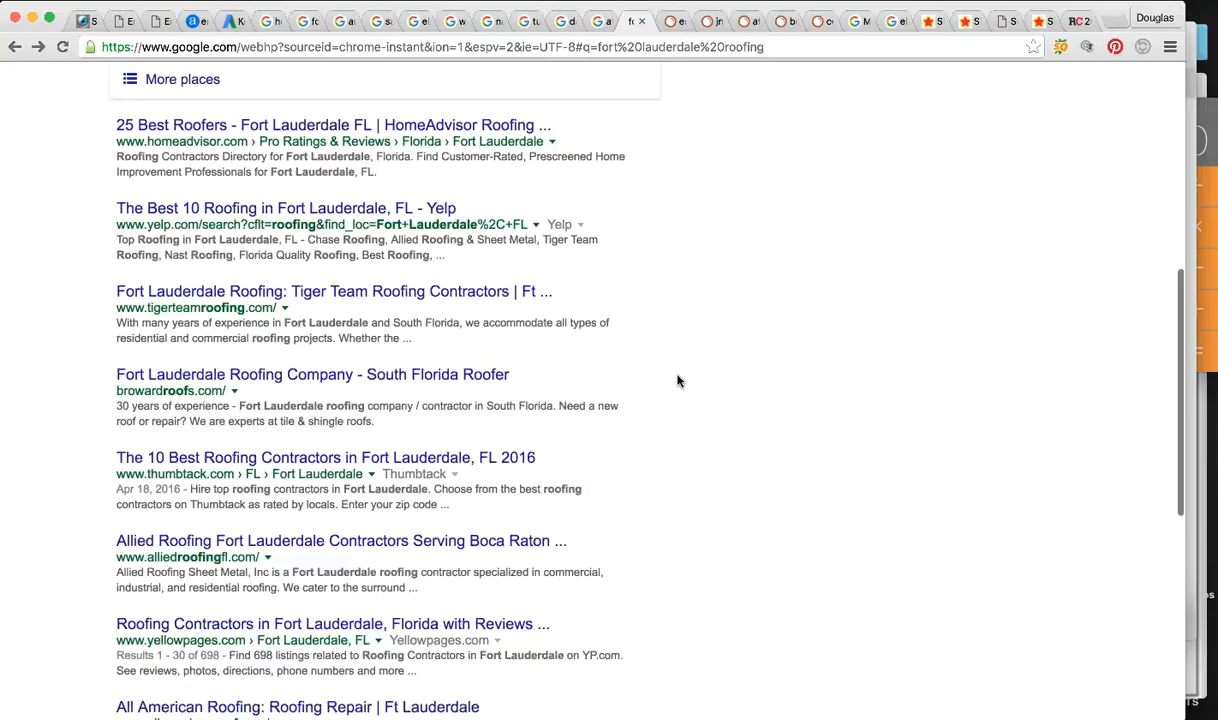 Douglas
https://www.google.com/webhp?sourceid=chrome-instant&ion=1&espv=2&ie=UTF-8#q=fort%20lauderdale%20roofing
More places
25 Best Roofers - Fort Lauderdale FL | HomeAdvisor Roofing ...
www.homeadvisor.com › Pro Ratings & Reviews › Florida › Fort Lauderdale
Roofing Contractors Directory for Fort Lauderdale, Florida. Find Customer-Rated, Prescreened Home
Improvement Professionals for Fort Lauderdale, FL.
The Best 10 Roofing in Fort Lauderdale, FL - Yelp
www.yelp.com/search?cflt=roofing&find_loc=Fort+Lauderdale%2C+FL Yelp
Top Roofing in Fort Lauderdale, FL - Chase Roofing, Allied Roofing & Sheet Metal, Tiger Team
Roofing, Nast Roofing, Florida Quality Roofing, Best Roofing, ...
Fort Lauderdale Roofing: Tiger Team Roofing Contractors | Ft ...
www.tigerteamroofing.com/
With many years of experience in Fort Lauderdale and South Florida, we accommodate all types of
residential and commercial roofing projects. Whether the ...
Fort Lauderdale Roofing Company - South Florida Roofer
browardroofs.com/
30 years of experience - Fort Lauderdale roofing company / contractor in South Florida. Need a new
roof or repair? We are experts at tile & shingle roofs.
The 10 Best Roofing Contractors in Fort Lauderdale, FL 2016
www.thumbtack.com › FL › Fort Lauderdale Thumbtack
Apr 18, 2016 - Hire top roofing contractors in Fort Lauderdale. Choose from the best roofing
contractors on Thumbtack as rated by locals. Enter your zip code ...
Allied Roofing Fort Lauderdale Contractors Serving Boca Raton ...
www.alliedroofingfl.com/
Allied Roofing Sheet Metal, Inc is a Fort Lauderdale roofing contractor specialized in commercial,
industrial, and residential roofing. We cater to the surround ...
Roofing Contractors in Fort Lauderdale, Florida with Reviews ...
www.yellowpages.com › Fort Lauderdale, FL Yellowpages.com
Results 1 - 30 of 698 - Find 698 listings related to Roofing Contractors in Fort Lauderdale on YP.com.
See reviews, photos, directions, phone numbers and more ...
All American Roofing: Roofing Repair | Ft Lauderdale